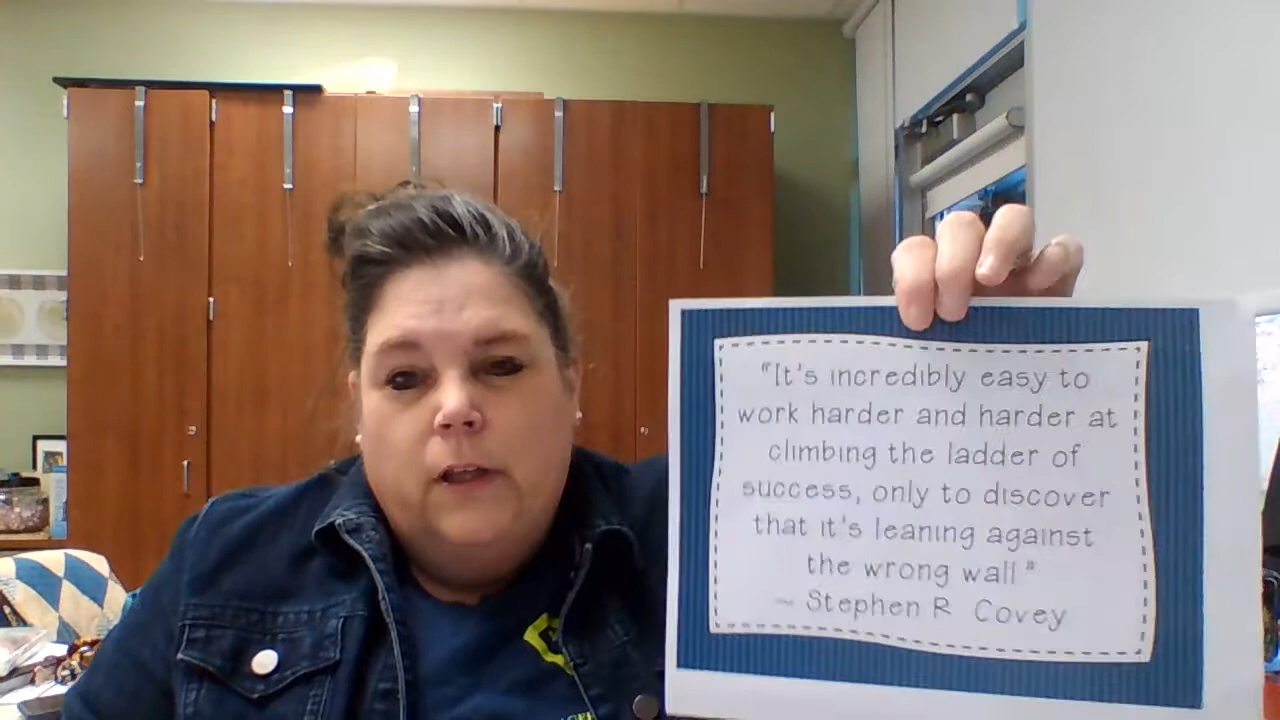 "It's incredibly easy to
work harder and harder at
climbing the ladder of
success, only to discover
that it's leaning against
the wrong wall"
~ Stephen R Covey